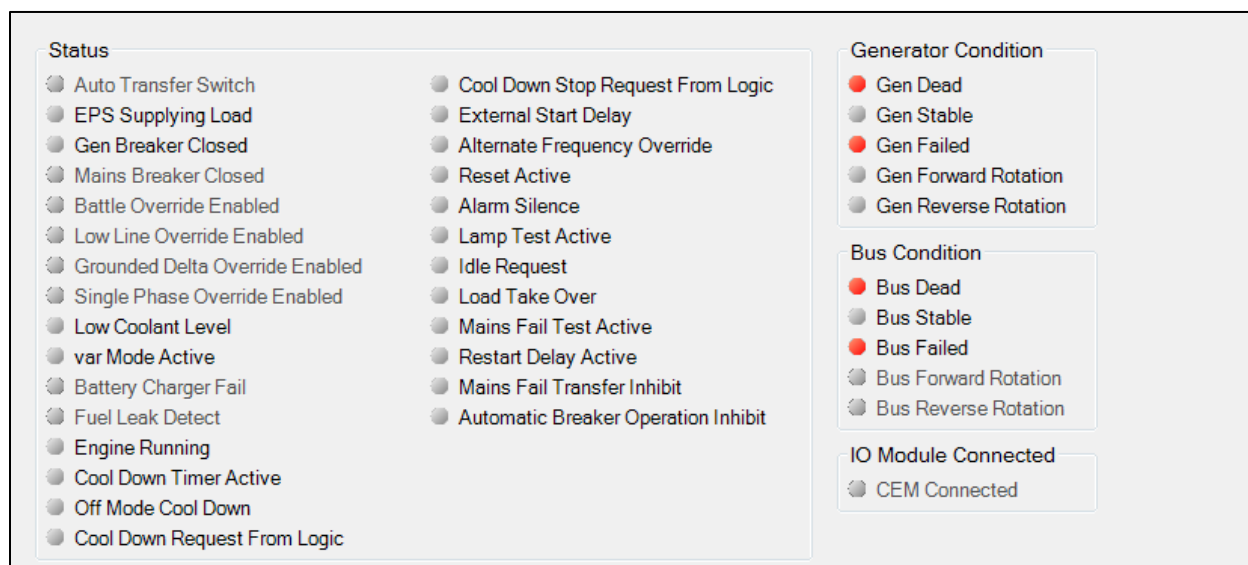 Status
Auto Transfer Switch
EPS Supplying Load
Gen Breaker Closed
Mains Breaker Closed
Battle Override Enabled
Low Line Override Enabled
Grounded Delta Override Enabled
Single Phase Override Enabled
Low Coolant Level
var Mode Active
Battery Charger Fail
Fuel Leak Detect
Engine Running
Cool Down Timer Active
Off Mode Cool Down
Cool Down Request From Logic
Cool Down Stop Request From Logic
External Start Delay
Alternate Frequency Override
Reset Active
Alarm Silence
Lamp Test Active
Idle Request
Load Take Over
Mains Fail Test Active
Restart Delay Active
Mains Fail Transfer Inhibit
Automatic Breaker Operation Inhibit
Generator Condition
Gen Dead
Gen Stable
Gen Failed
Gen Forward Rotation
Gen Reverse Rotation
Bus Condition
Bus Dead
Bus Stable
Bus Failed
Bus Forward Rotation
Bus Reverse Rotation
IO Module Connected
CEM Connected